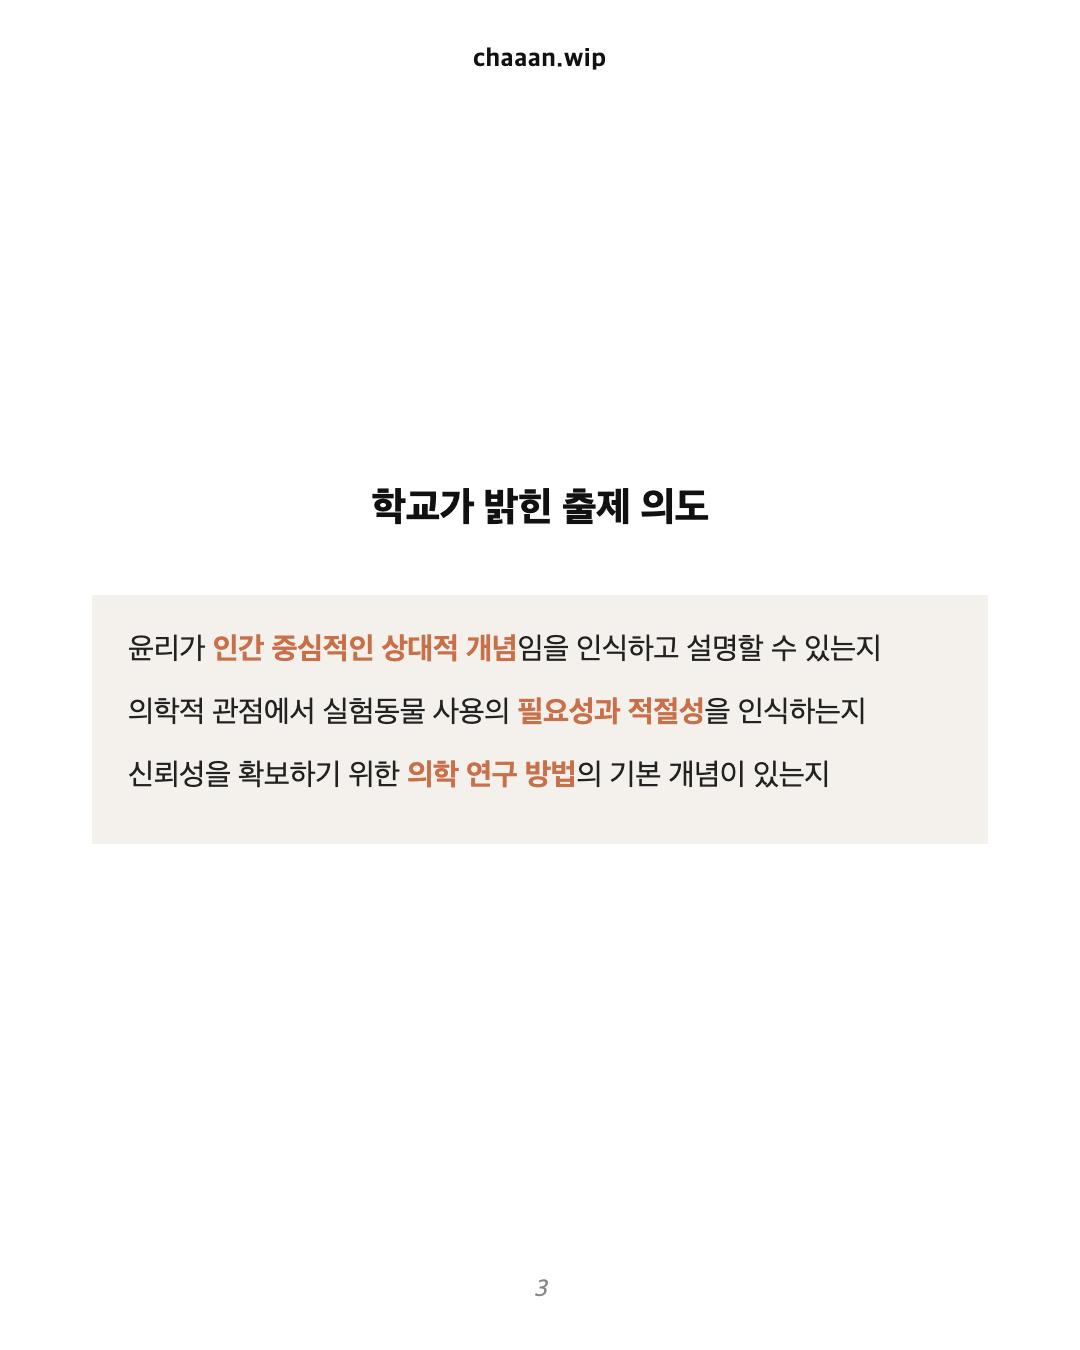 chaaan.wip
학교가 밝힌 출제 의도
윤리가 인간 중심적인 상대적 개념임을 인식하고 설명할 수 있는지
의학적 관점에서 실험동물 사용의 필요성과 적절성을 인식하는지
신뢰성을 확보하기 위한 의학 연구 방법의 기본 개념이 있는지
3